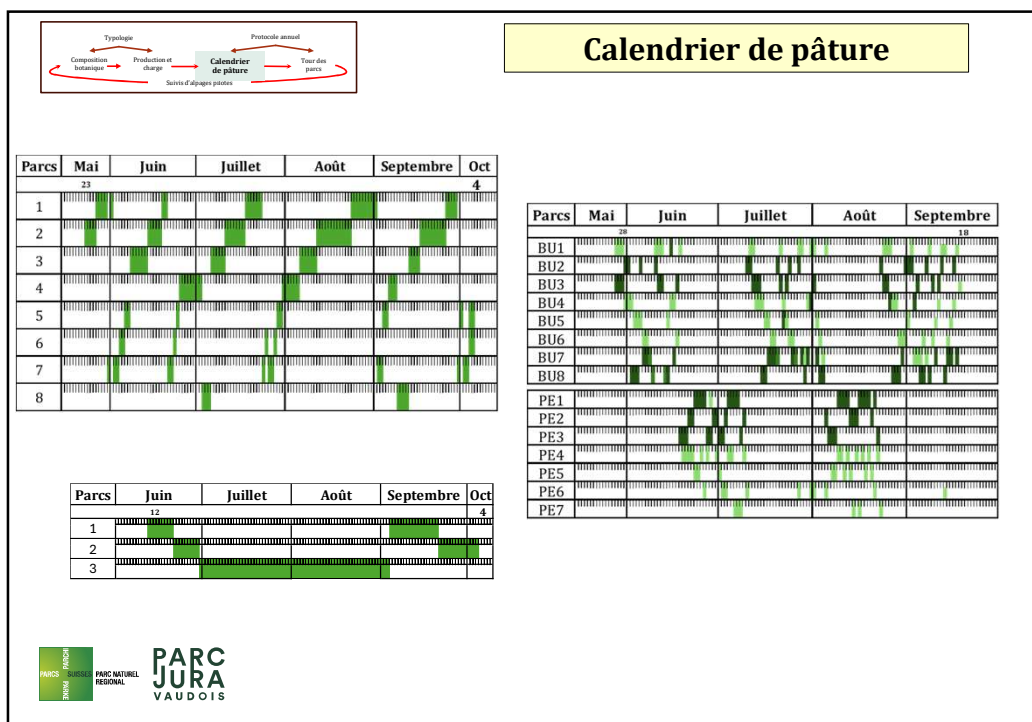 Typologie
Protocole annuel
Composition botanique
Production et charge
Calendrier de pâture
Tour des parcs
Suivis d'alpages pilotes
Calendrier de pâture
Parcs Mai Juin Juillet Août Septembre Oct
23 4
1
2
3
4
5
6
7
8
Parcs Mai Juin Juillet Août Septembre
28 18
BU1
BU2
BU3
BU4
BU5
BU6
BU7
BU8
PE1
PE2
PE3
PE4
PE5
PE6
PE7
Parcs Juin Juillet Août Septembre Oct
12 4
1
2
3
PARCHI
PAIRCS
PARCS SUISSES
PARKE
PARC NATUREL
REGIONAL
PARC
JURA
VAUDOIS